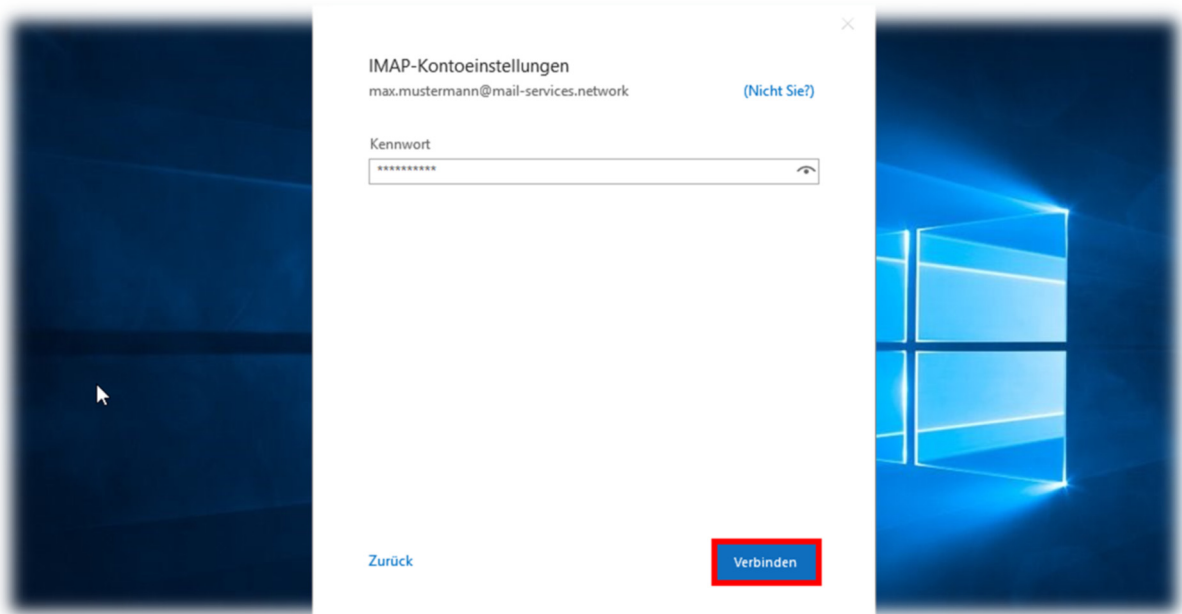 IMAP-Kontoeinstellungen
max.mustermann@mail-services.network (Nicht Sie?)
Kennwort
**********
Zurück Verbinden